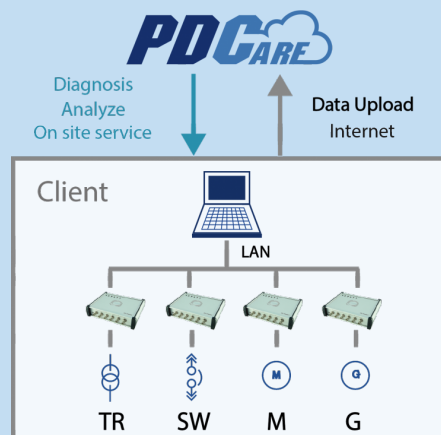 PDCARE
Diagnosis
Analyze
On site service
Data Upload
Internet
Client
LAN
M
G
TR
SW
M
G